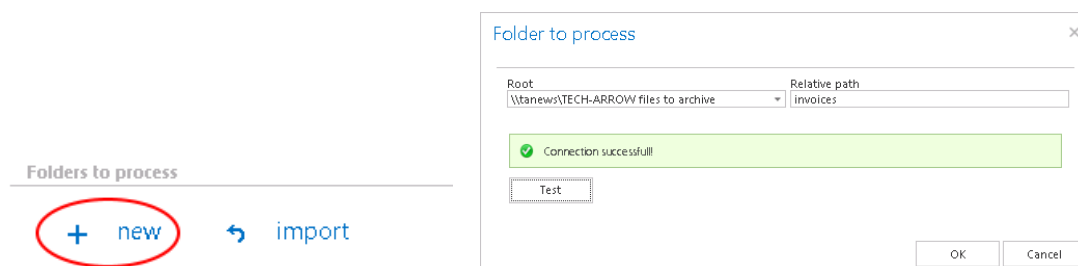 Folders to process
+ new import
Folder to process
Root Relative path
\\tanews\TECH-ARROW files to archive invoices
Connection successfull!
Test
OK Cancel